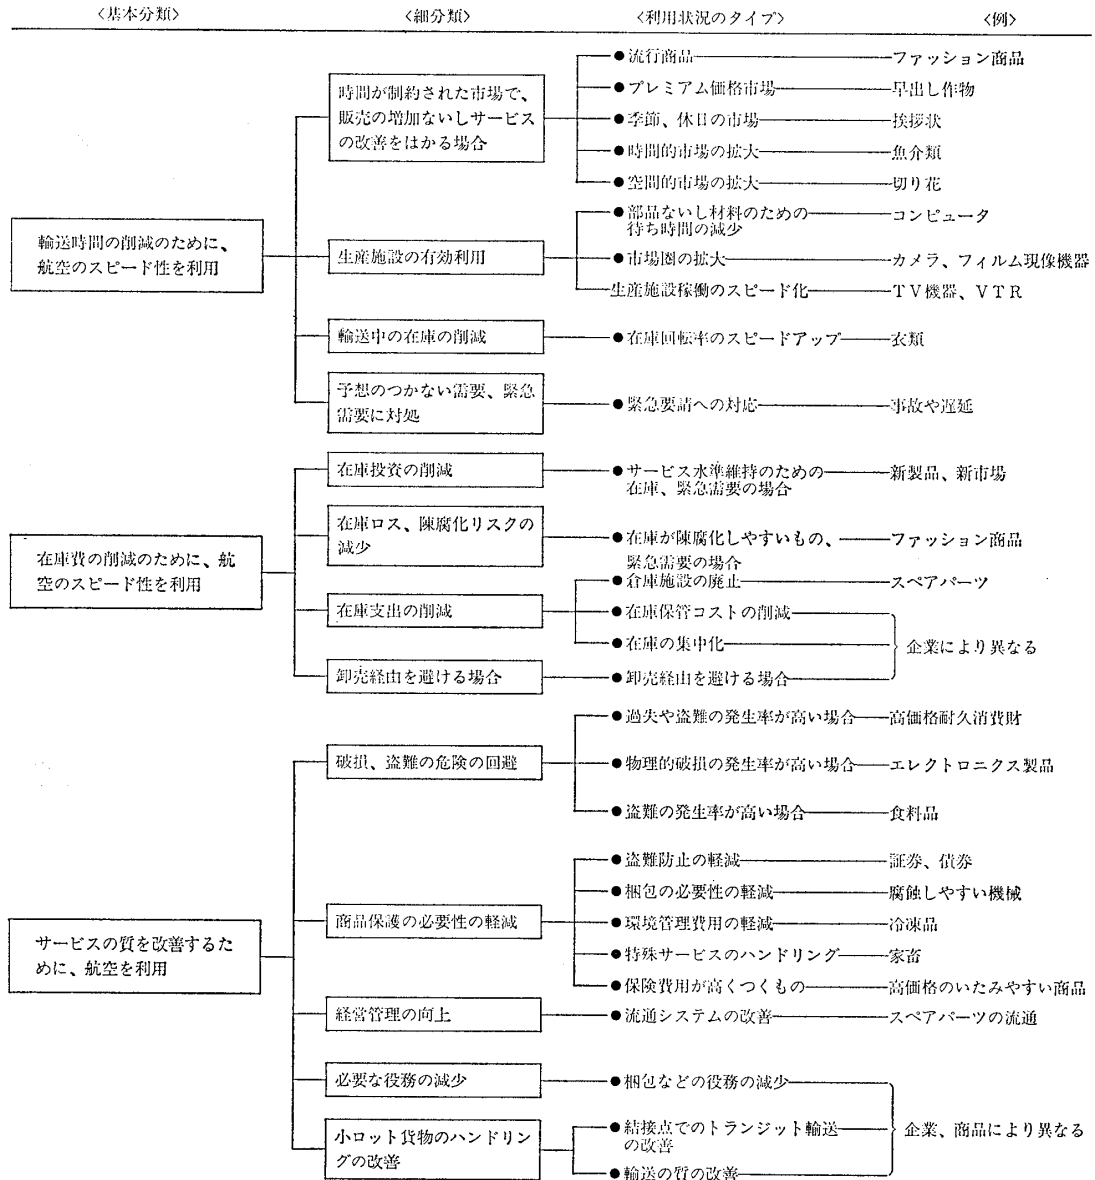 〈基本分類〉 〈細分類〉 〈利用状況のタイプ〉 〈例〉
輸送時間の削減のために、
航空のスピード性を利用
時間が制約された市場で、
販売の増加ないしサービス
の改善をはかる場合
●流行商品 ファッション商品
●プレミアム価格市場 早出し作物
●季節、休日の市場 挨拶状
●時間的市場の拡大 魚介類
●空間的市場の拡大 切り花
生産施設の有効利用
●部品ないし材料のための コンピュータ
待ち時間の減少
●市場圏の拡大 カメラ、フィルム現像機器
生産施設稼働のスピード化 TV機器、VTR
輸送中の在庫の削減
●在庫回転率のスピードアップ 衣類
予想のつかない需要、緊急
需要に対処
●緊急要請への対応 事故や遅延
在庫費の削減のために、航
空のスピード性を利用
在庫投資の削減
●サービス水準維持のための 新製品、新市場
在庫、緊急需要の場合
在庫ロス、陳腐化リスクの
減少
●在庫が陳腐化しやすいもの、 ファッション商品
緊急需要の場合
在庫支出の削減
●倉庫施設の廃止 スペアパーツ
●在庫保管コストの削減
●在庫の集中化
卸売経由を避ける場合
●卸売経由を避ける場合
企業により異なる
サービスの質を改善するた
めに、航空を利用
破損、盗難の危険の回避
●過失や盗難の発生率が高い場合 高価格耐久消費財
●物理的破損の発生率が高い場合 エレクトロニクス製品
●盗難の発生率が高い場合 食料品
商品保護の必要性の軽減
●盗難防止の軽減 証券、債券
●梱包の必要性の軽減 腐蝕しやすい機械
●環境管理費用の軽減 冷凍品
●特殊サービスのハンドリング 家畜
●保険費用が高くつくもの 高価格のいたみやすい商品
経営管理の向上
●流通システムの改善 スペアパーツの流通
必要な役務の減少
●梱包などの役務の減少
小ロット貨物のハンドリン
グの改善
●結接点でのトランジット輸送
の改善
●輸送の質の改善
企業、商品により異なる